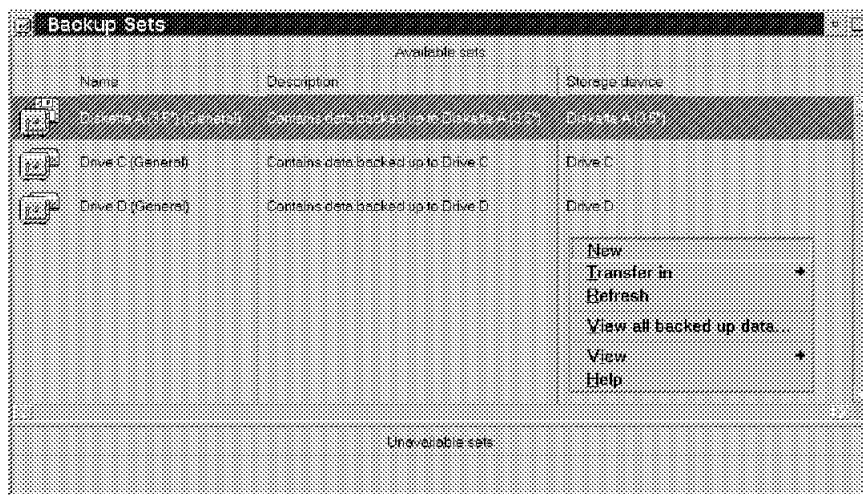 Backup Sets
Available sets
Name Description Storage device
Diskette A (3.5") (General) Contains data backed up to Diskette A (3.5") Diskette A (3.5")
Drive C (General) Contains data backed up to Drive C Drive C
Drive D (General) Contains data backed up to Drive D Drive D
New
Transfer in
Refresh
View all backed up data...
View
Help
Unavailable sets